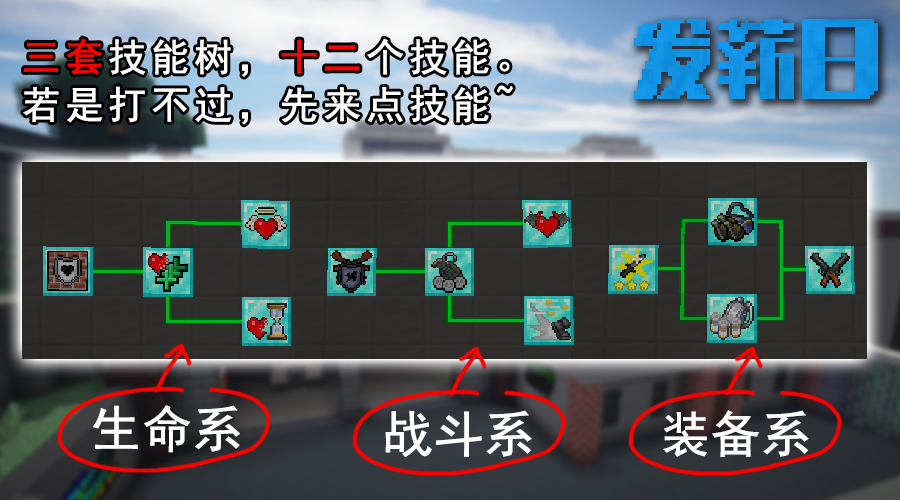 发薪日
三套技能树，十二个技能。
若是打不过，先来点技能~
生命系
战斗系
装备系